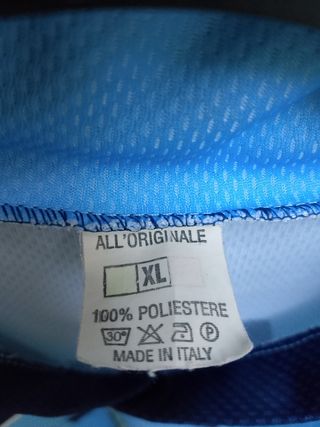 ALL'ORIGINALE
XL
100% POLIESTERE
30° P
MADE IN ITALY